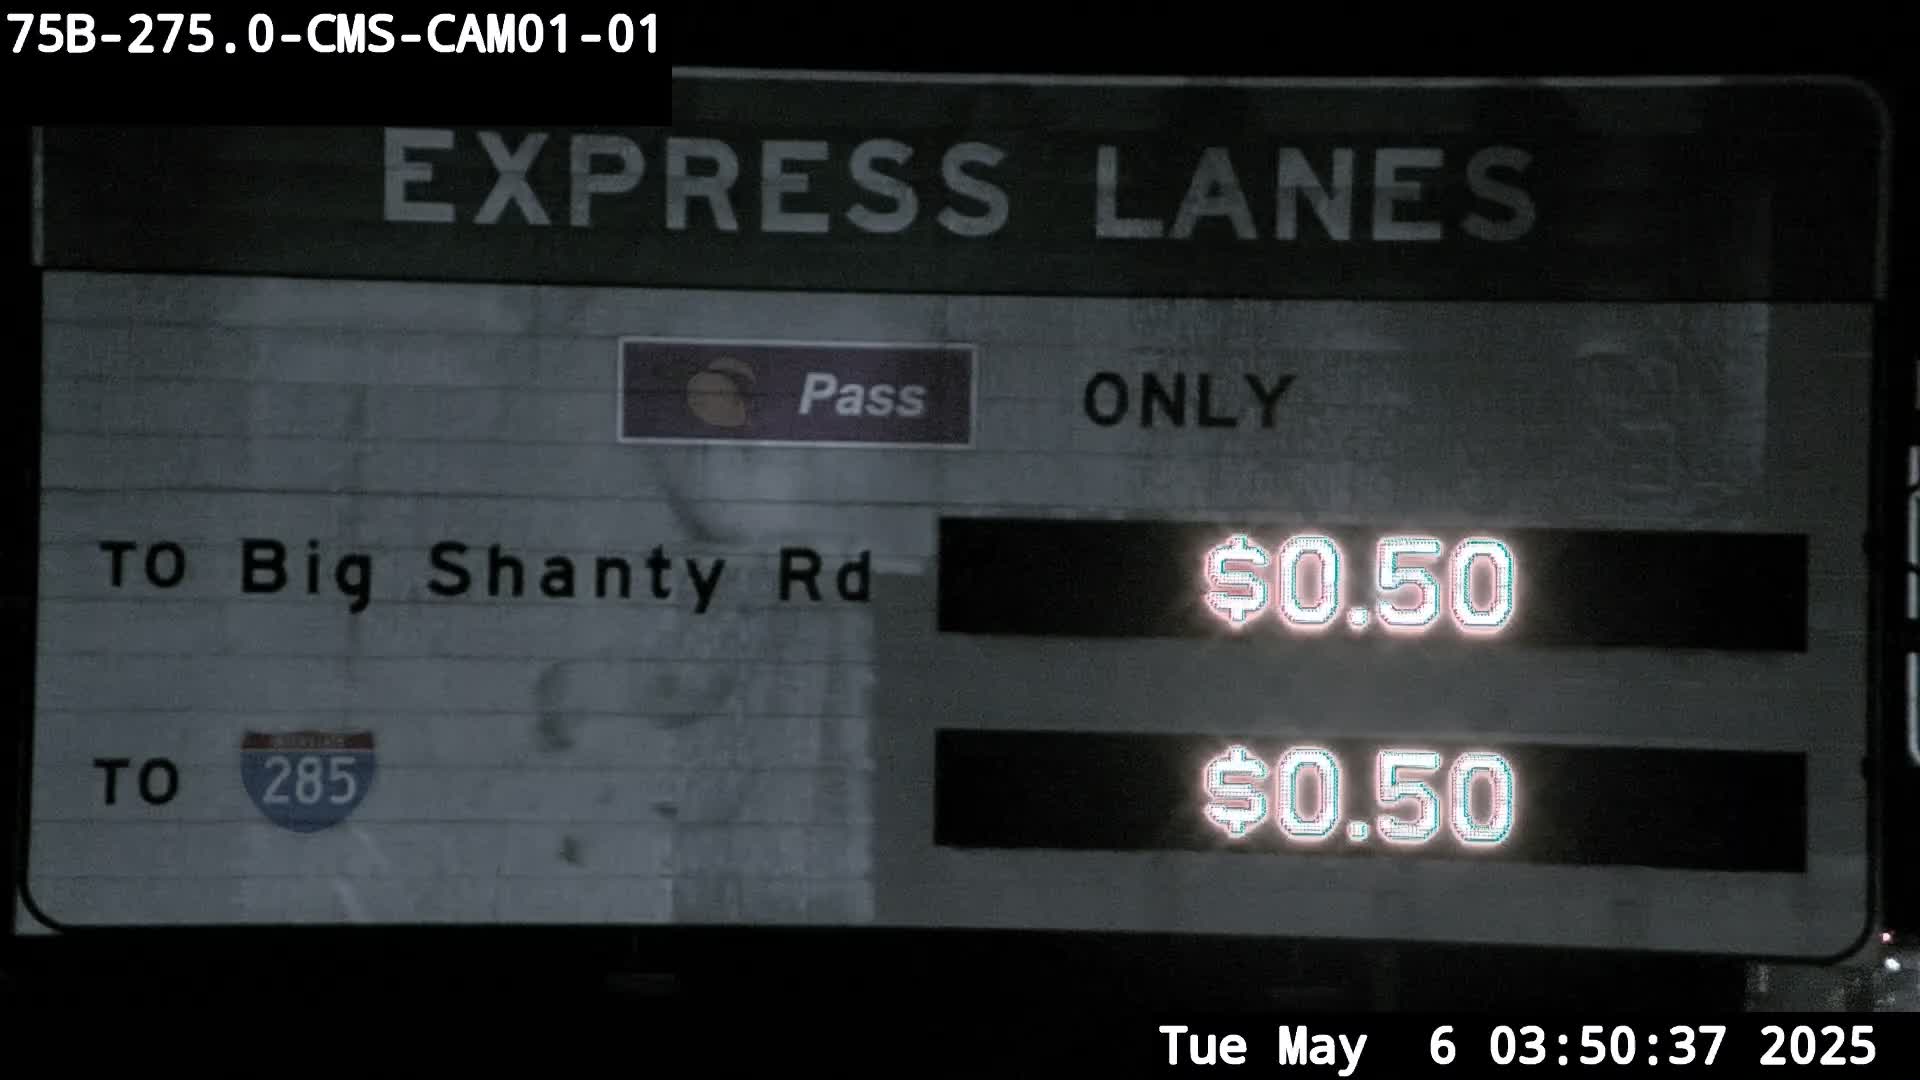 75B-275.0-CMS-CAM01-01
EXPRESS LANES
Pass ONLY
TO Big Shanty Rd $0.50
TO 285 $0.50
Tue May 6 03:50:37 2025